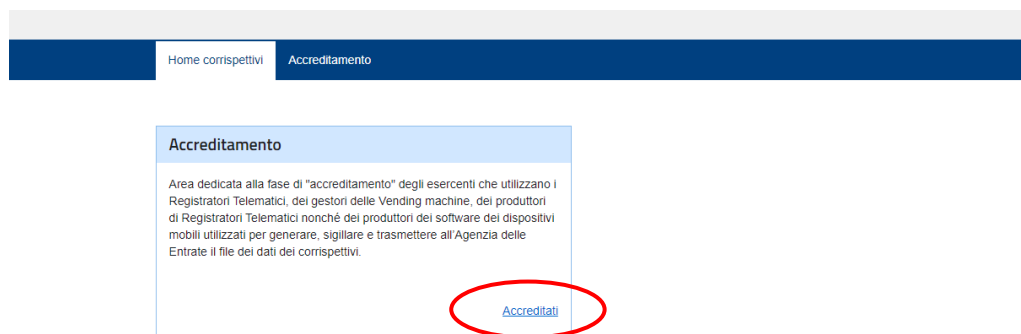 Home corrispettivi Accreditamento
Accreditamento
Area dedicata alla fase di "accreditamento" degli esercenti che utilizzano i
Registratori Telematici, dei gestori delle Vending machine, dei produttori
di Registratori Telematici nonché dei produttori dei software dei dispositivi
mobili utilizzati per generare, sigillare e trasmettere all'Agenzia delle
Entrate il file dei dati dei corrispettivi.
Accreditati